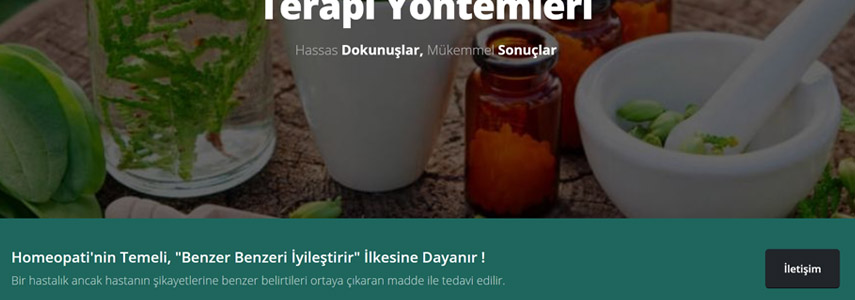 Terapi Yöntemleri
Hassas Dokunuşlar, Mükemmel Sonuçlar
Homeopati'nin Temeli, "Benzer Benzeri İyileştirir" İlkesine Dayanır !
Bir hastalık ancak hastanın şikayetlerine benzer belirtileri ortaya çıkaran madde ile tedavi edilir.
İletişim